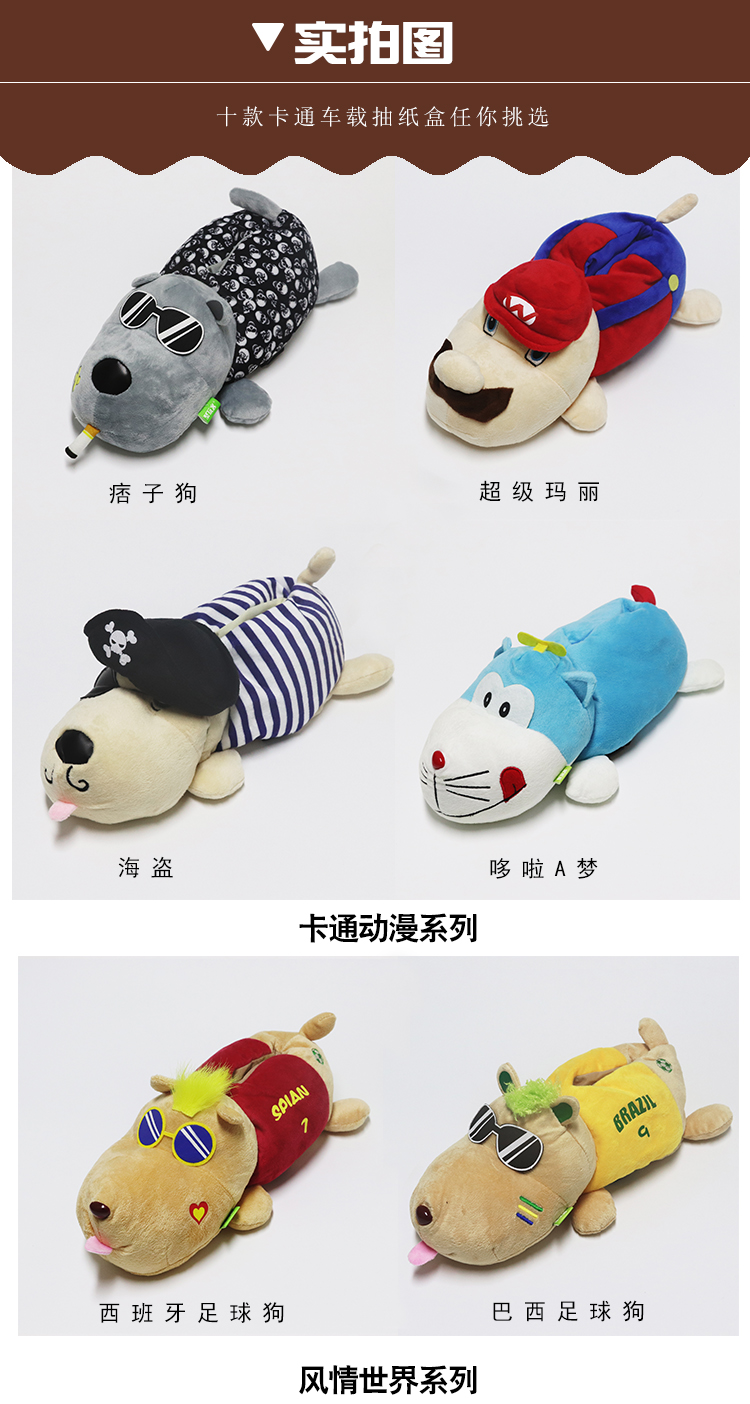 实拍图
十款卡通车载抽纸盒任你挑选
痞子狗
超级玛丽
海盗
哆啦A梦
卡通动漫系列
SPIAN
7
BRAZIL
9
西班牙足球狗
巴西足球狗
风情世界系列